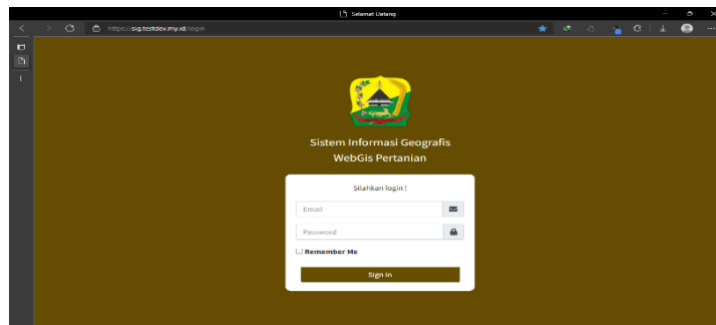 Selamat Datang
https://sig.testdev.my.id/login
Sistem Informasi Geografis
WebGis Pertanian
Silahkan login !
Email
Password
Remember Me
Sign In